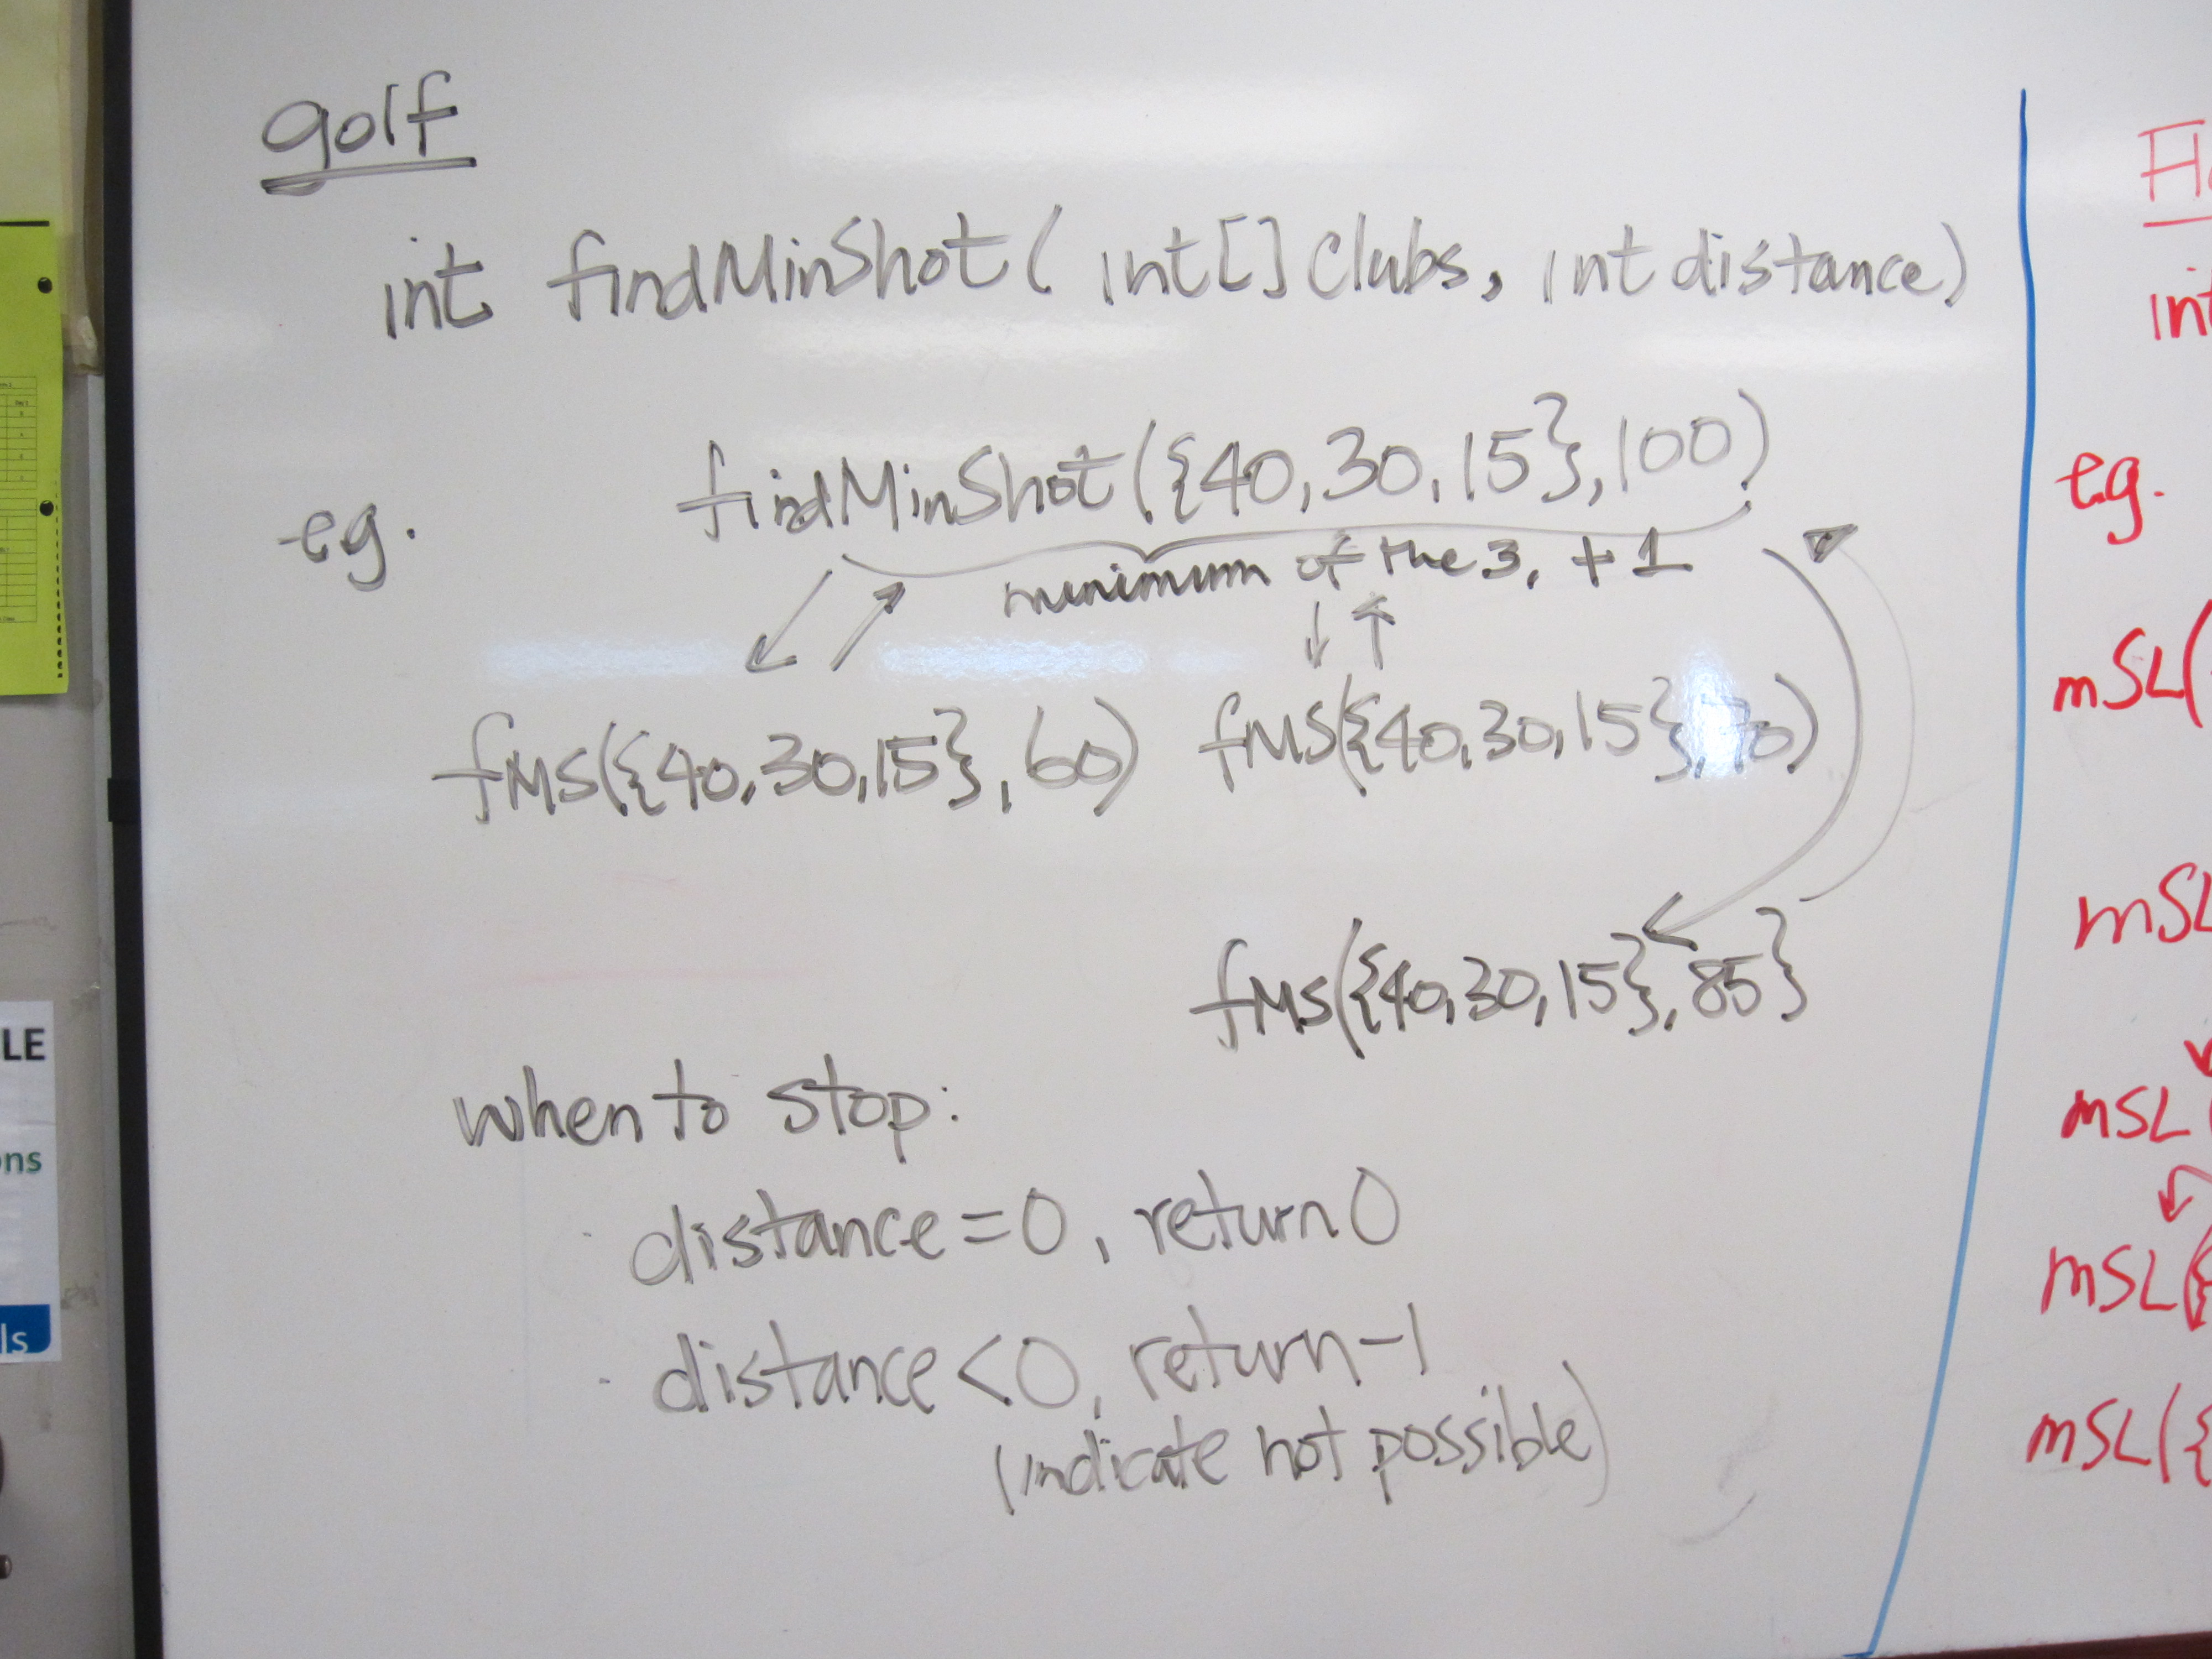 golf
int findMinShot( int[] clubs, int distance)
eg. findMinShot({40,30,15},100)
minimum of the 3, +1
fMS({40,30,15},60) fMS({40,30,15},70)
fMS({40,30,15},85}
when to stop:
distance=0, return 0
distance<0, return-1
(indicate not possible)
int
eg.
mSL(
mSL
mSL(
mSL({
mSL({
LE
ons
ls